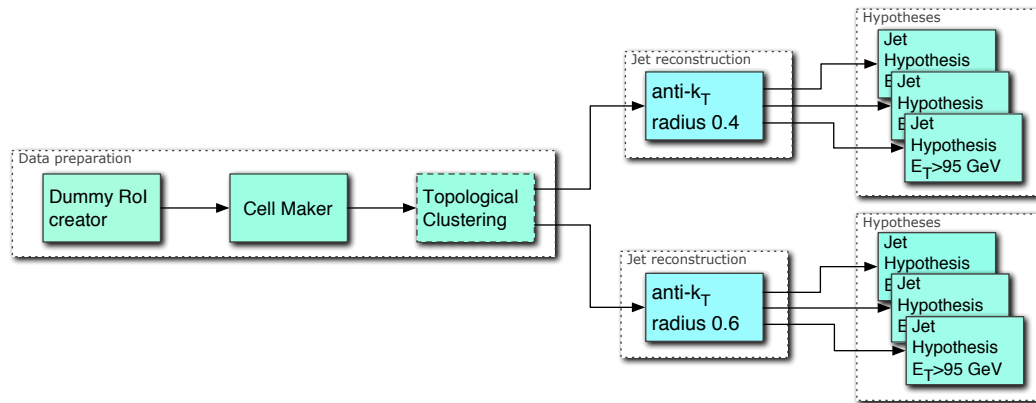 Data preparation
Dummy RoI
creator
Cell Maker
Topological
Clustering
Jet reconstruction
anti-kT
radius 0.4
Hypotheses
Jet
Hypothesis
E
Jet
Hypothesis
E
Jet
Hypothesis
ET>95 GeV
Jet reconstruction
anti-kT
radius 0.6
Hypotheses
Jet
Hypothesis
E
Jet
Hypothesis
E
Jet
Hypothesis
ET>95 GeV